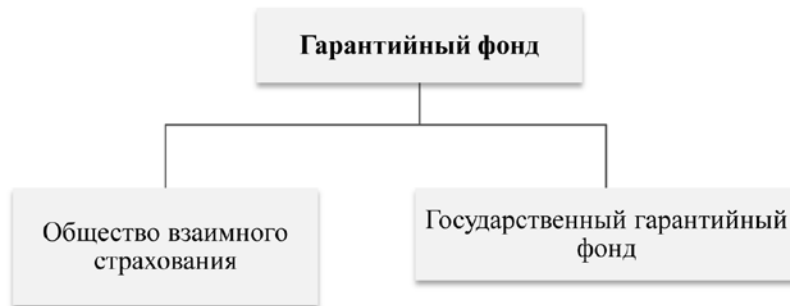 Гарантийный фонд
Общество взаимного
страхования
Государственный гарантийный
фонд